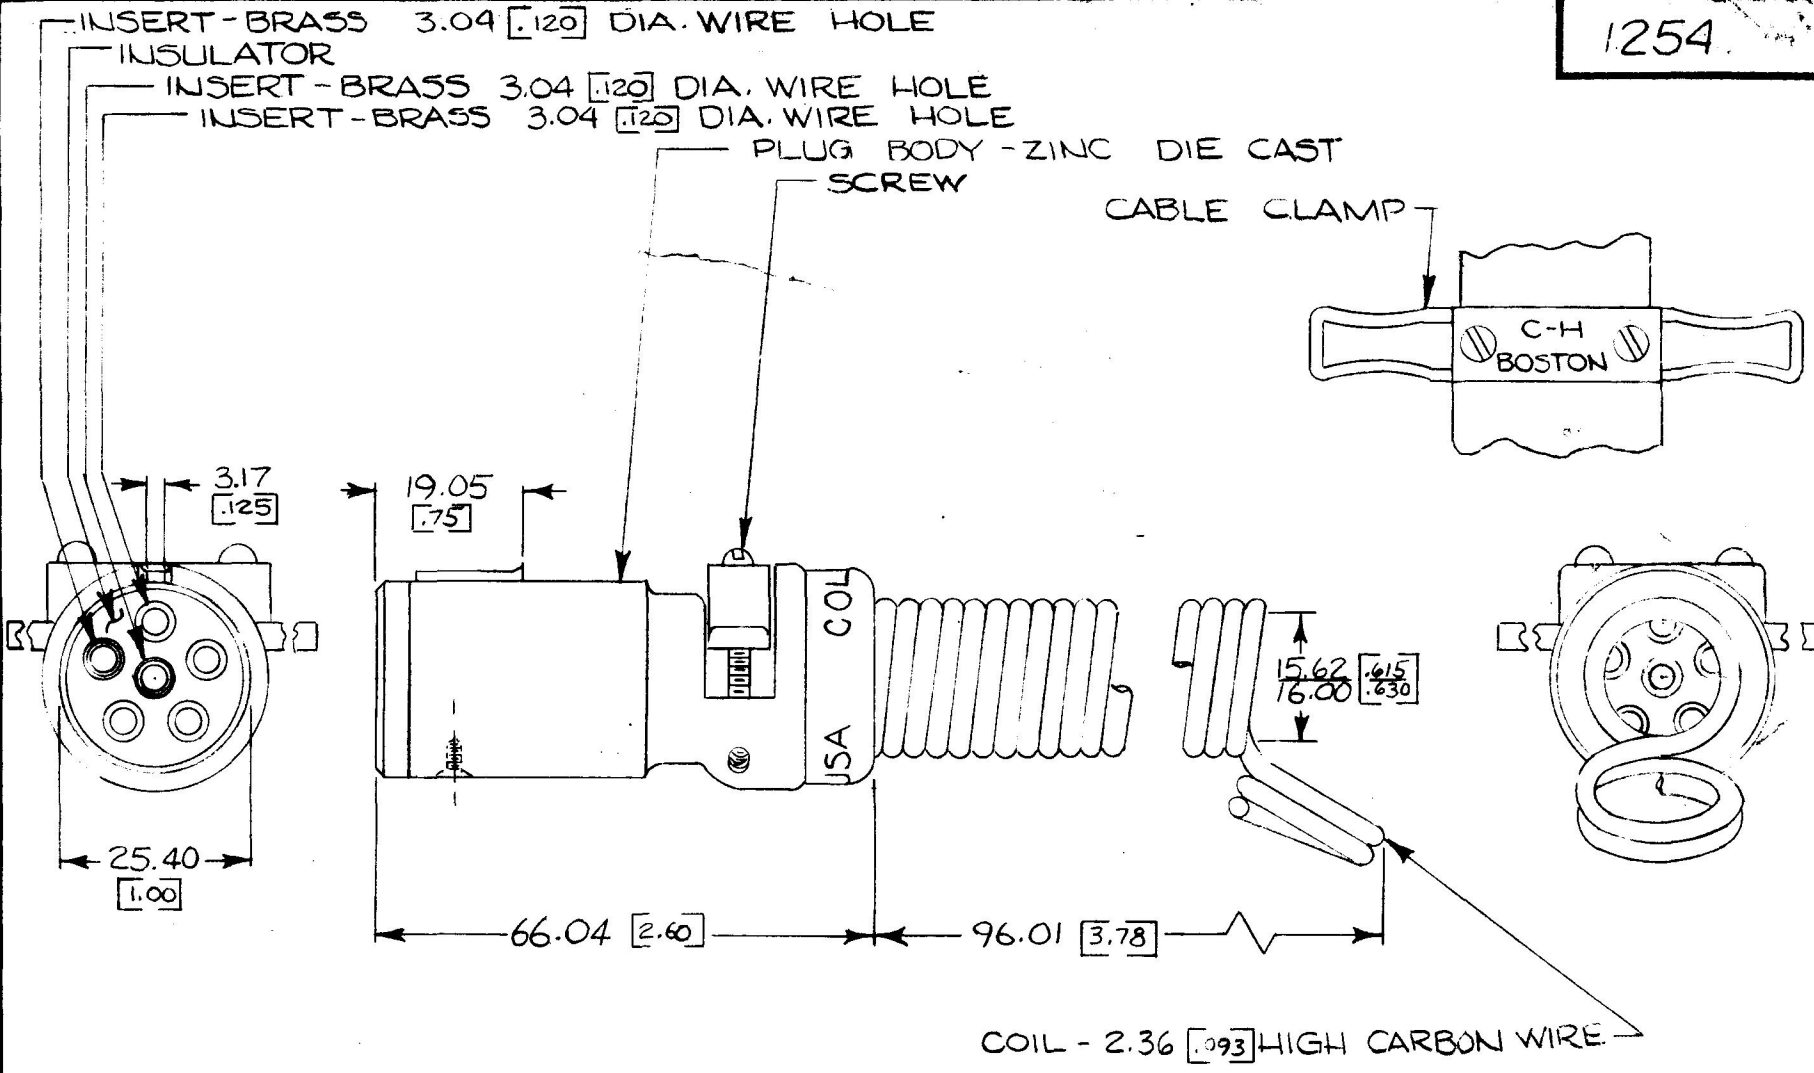 INSERT-BRASS 3.04 [.120] DIA. WIRE HOLE
INSULATOR
INSERT-BRASS 3.04 [.120] DIA. WIRE HOLE
INSERT-BRASS 3.04 [.120] DIA. WIRE HOLE
PLUG BODY-ZINC DIE CAST
SCREW
1254
CABLE CLAMP
C-H
BOSTON
3.17
[.125]
19.05
[.75]
COL
USA
15.62 [.615]
16.00 [.630]
25.40
[1.00]
66.04 [2.60]
96.01 [3.78]
COIL - 2.36 [.093] HIGH CARBON WIRE